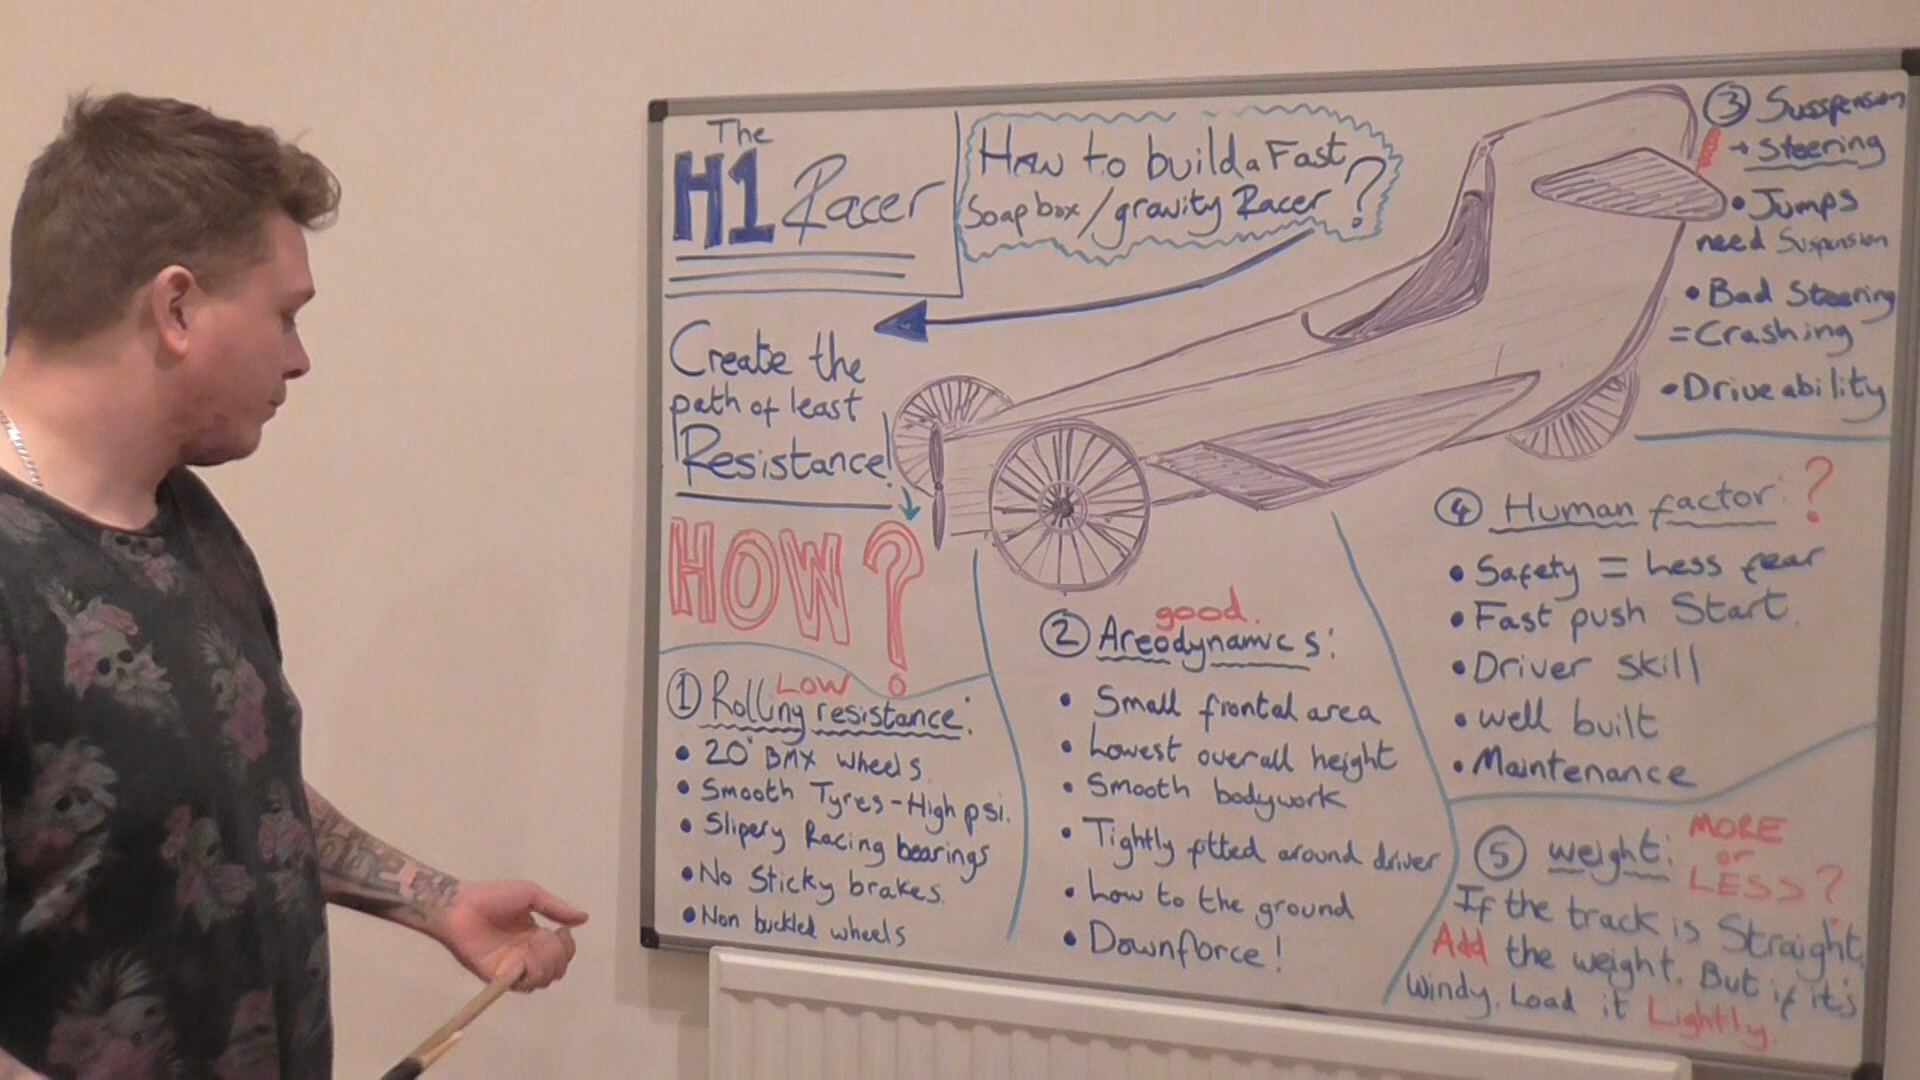 The
H1 Racer
How to build a Fast
Soapbox/gravity Racer?
Create the
path of least
Resistance!
HOW?
① Rolling resistance:
LOW
• 20" BMX wheels
• Smooth Tyres - High psi.
• Slipery Racing bearings
• No Sticky brakes.
• Non buckled wheels
good.
② Areodynamics:
• Small frontal area
• Lowest overall height
• Smooth bodywork
• Tightly fitted around driver
• Low to the ground
• Downforce!
③ Susspension
+ Steering
• Jumps
need Suspension
• Bad Steering
= Crashing
• Driveability
④ Human factor: ?
• Safety = Less fear
• Fast push Start.
• Driver skill
• well built
• Maintenance
⑤ weight: MORE
or
LESS?
If the track is Straight,
Add the weight. But if it's
Windy. Load it Lightly.